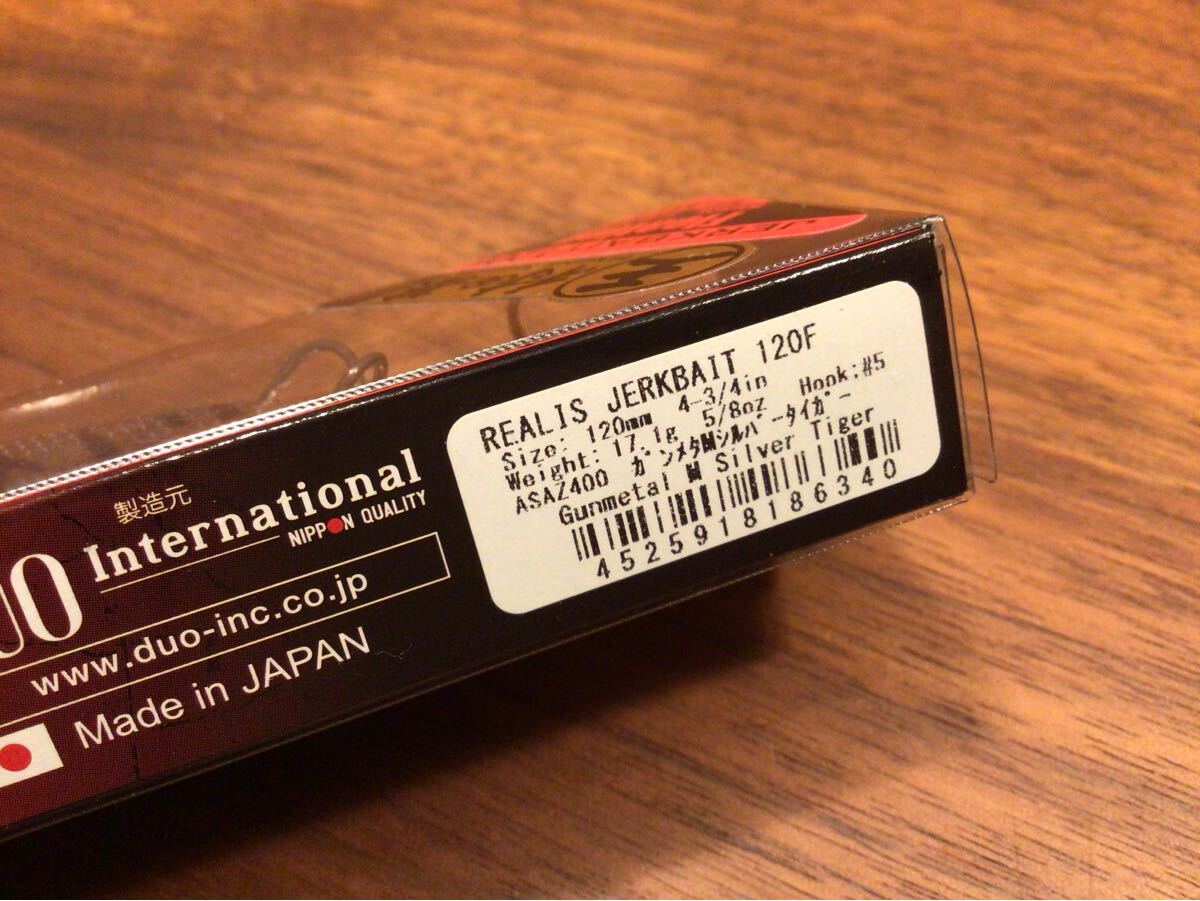 REALIS JERKBAIT 120F
Size: 120mm 4-3/4in
Weight: 17.1g 5/8oz Hook:#5
ASAZ400 ガンメタMシルバータイガー
Gunmetal M Silver Tiger
4525918186340
製造元
International
NIPPON QUALITY
www.duo-inc.co.jp
Made in JAPAN